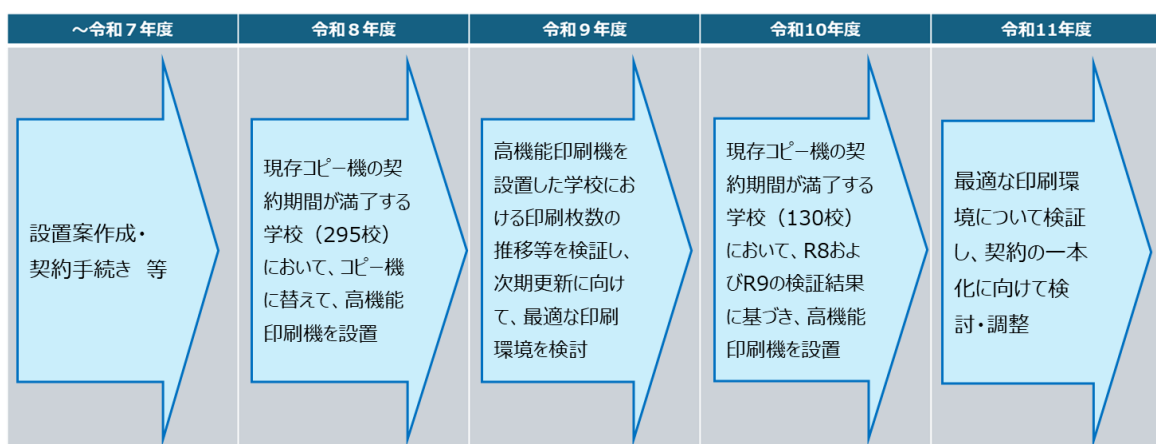 ～令和７年度
令和８年度
令和９年度
令和10年度
令和11年度
設置案作成・
契約手続き 等
現存コピー機の契
約期間が満了する
学校（295校）
において、コピー機
に替えて、高機能
印刷機を設置
高機能印刷機を
設置した学校にお
ける印刷枚数の
推移等を検証し、
次期更新に向け
て、最適な印刷
環境を検討
現存コピー機の契
約期間が満了する
学校（130校）
において、R8およ
びR9の検証結果
に基づき、高機能
印刷機を設置
最適な印刷環
境について検証
し、契約の一本
化に向けて検
討・調整